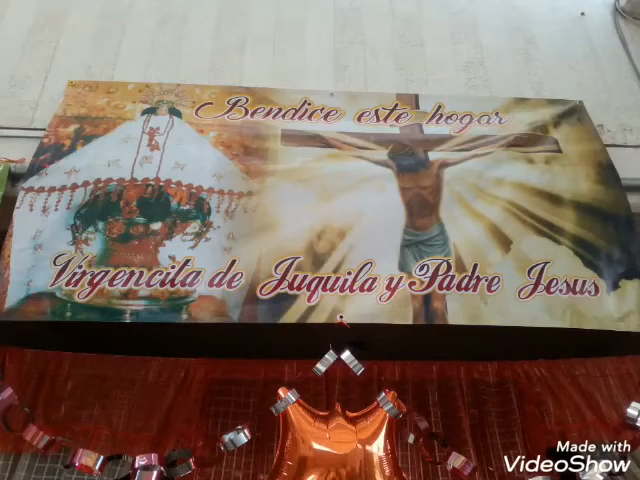 Bendice este hogar
Virgencita de Juquila y Padre Jesus
Made with
VideoShow